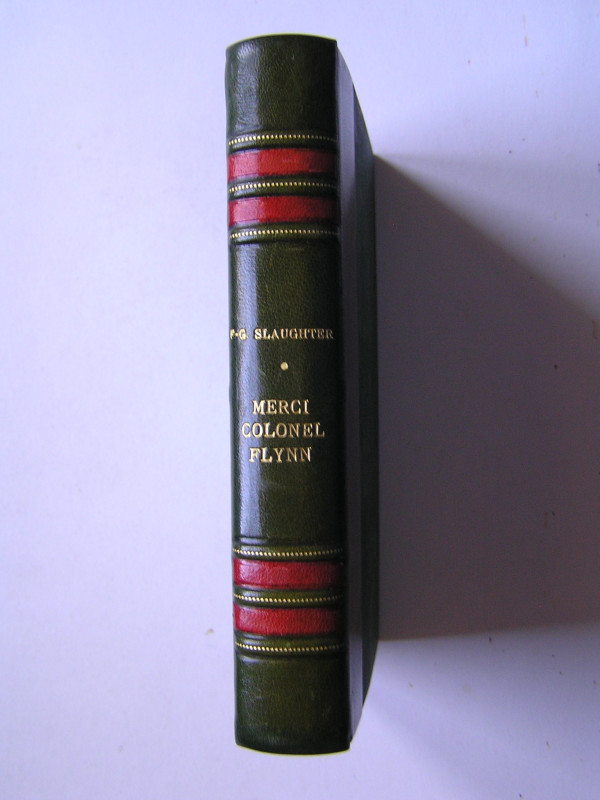 F-G. SLAUGHTER
MERCI
COLONEL
FLYNN